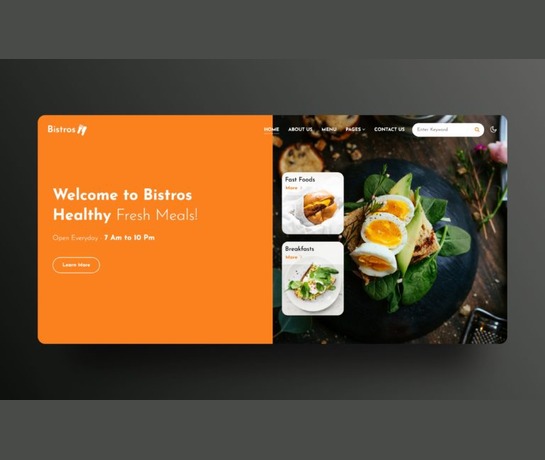 Bistros
HOME ABOUT US MENU PAGES CONTACT US Enter Keyword
Welcome to Bistros
Healthy Fresh Meals!
Open Everyday 7 Am to 10 Pm
Learn More
Fast Foods
More
Breakfasts
More